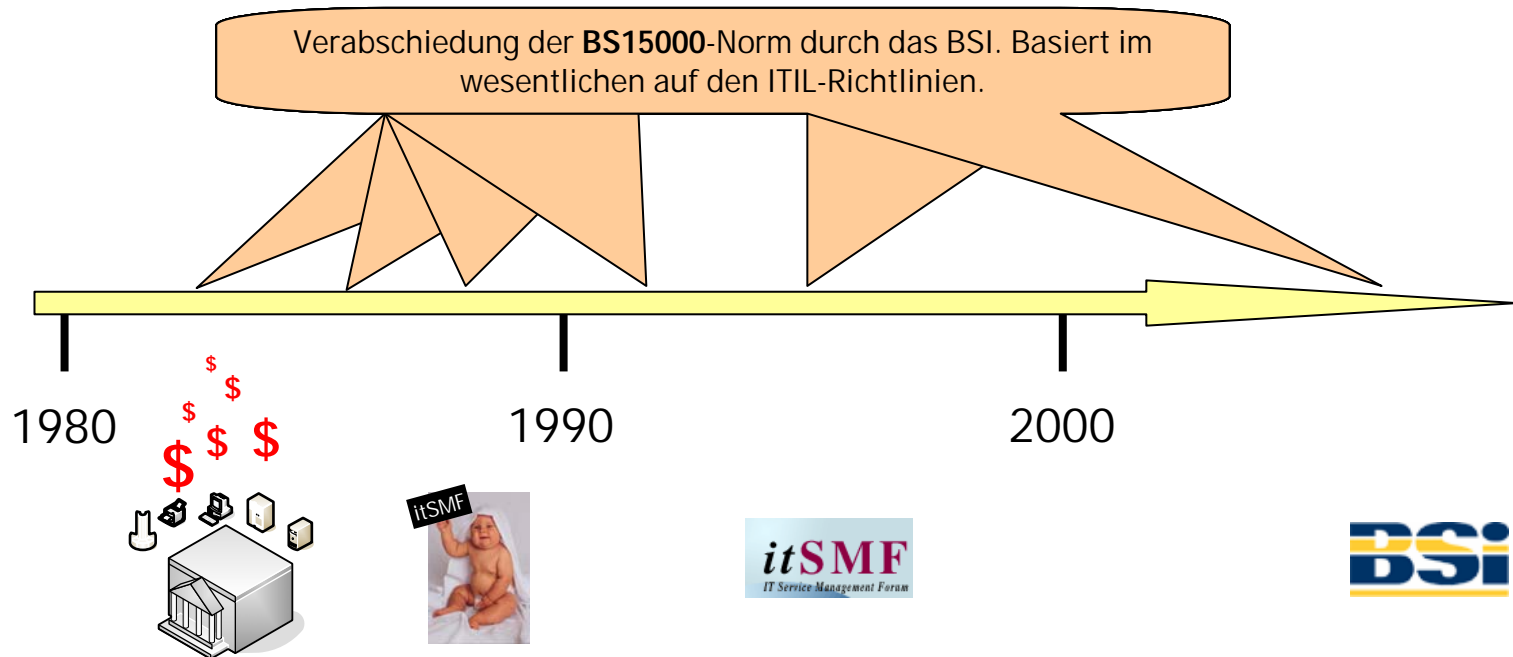 Verabschiedung der BS15000-Norm durch das BSI. Basiert im
wesentlichen auf den ITIL-Richtlinien.
1980
1990
2000
$
$
$
$
$
$
itSMF
itSMF
IT Service Management Forum
BSi